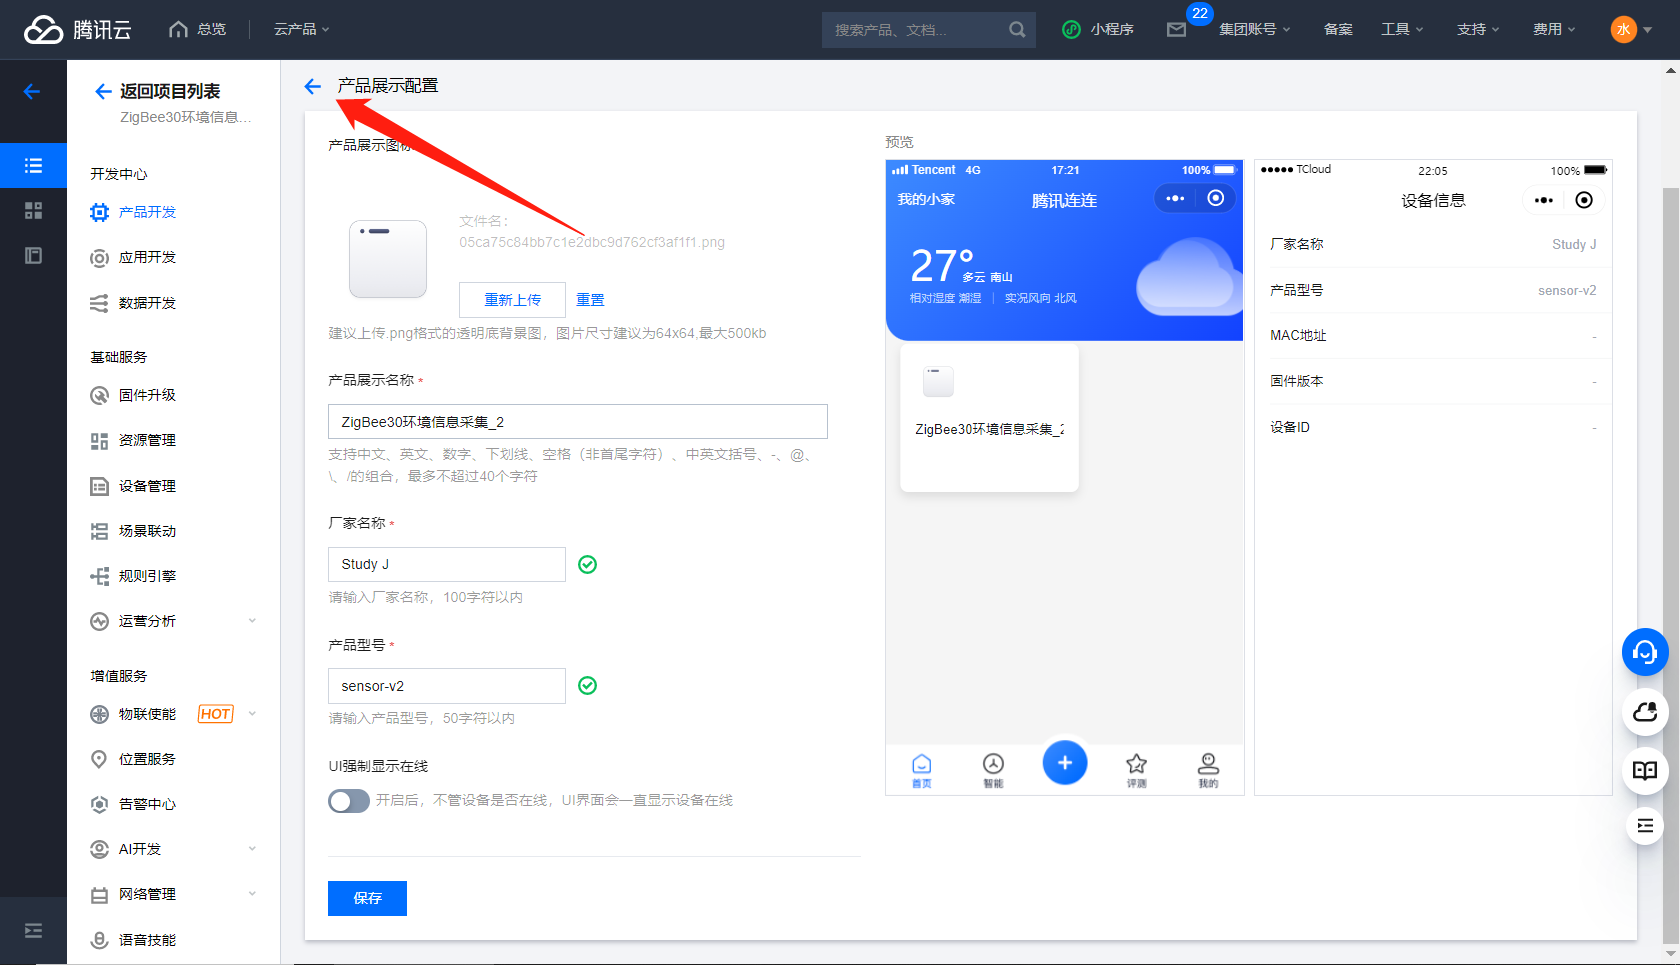 腾讯云
总览
云产品
搜索产品、文档...
小程序
22
集团账号
备案
工具
支持
费用
水
返回项目列表
ZigBee30环境信息...
开发中心
产品开发
应用开发
数据开发
基础服务
固件升级
资源管理
设备管理
场景联动
规则引擎
运营分析
增值服务
物联使能
HOT
位置服务
告警中心
AI开发
网络管理
语音技能
产品展示配置
产品展示图标
文件名：
05ca75c84bb7c1e2dbc9d762cf3af1f1.png
重新上传
重置
建议上传.png格式的透明底背景图，图片尺寸建议为64x64,最大500kb
产品展示名称 *
ZigBee30环境信息采集_2
支持中文、英文、数字、下划线、空格（非首尾字符）、中英文括号、-、@、
\、/的组合，最多不超过40个字符
厂家名称 *
Study J
请输入厂家名称，100字符以内
产品型号 *
sensor-v2
请输入产品型号，50字符以内
UI强制显示在线
开启后，不管设备是否在线，UI界面会一直显示设备在线
保存
预览
Tencent 4G
17:21
100%
我的小家
腾讯连连
27°
多云 南山
相对湿度 潮湿 | 实况风向 北风
ZigBee30环境信息采集_2
首页
智能
评测
我的
TCloud
22:05
100%
设备信息
厂家名称
Study J
产品型号
sensor-v2
MAC地址
-
固件版本
-
设备ID
-